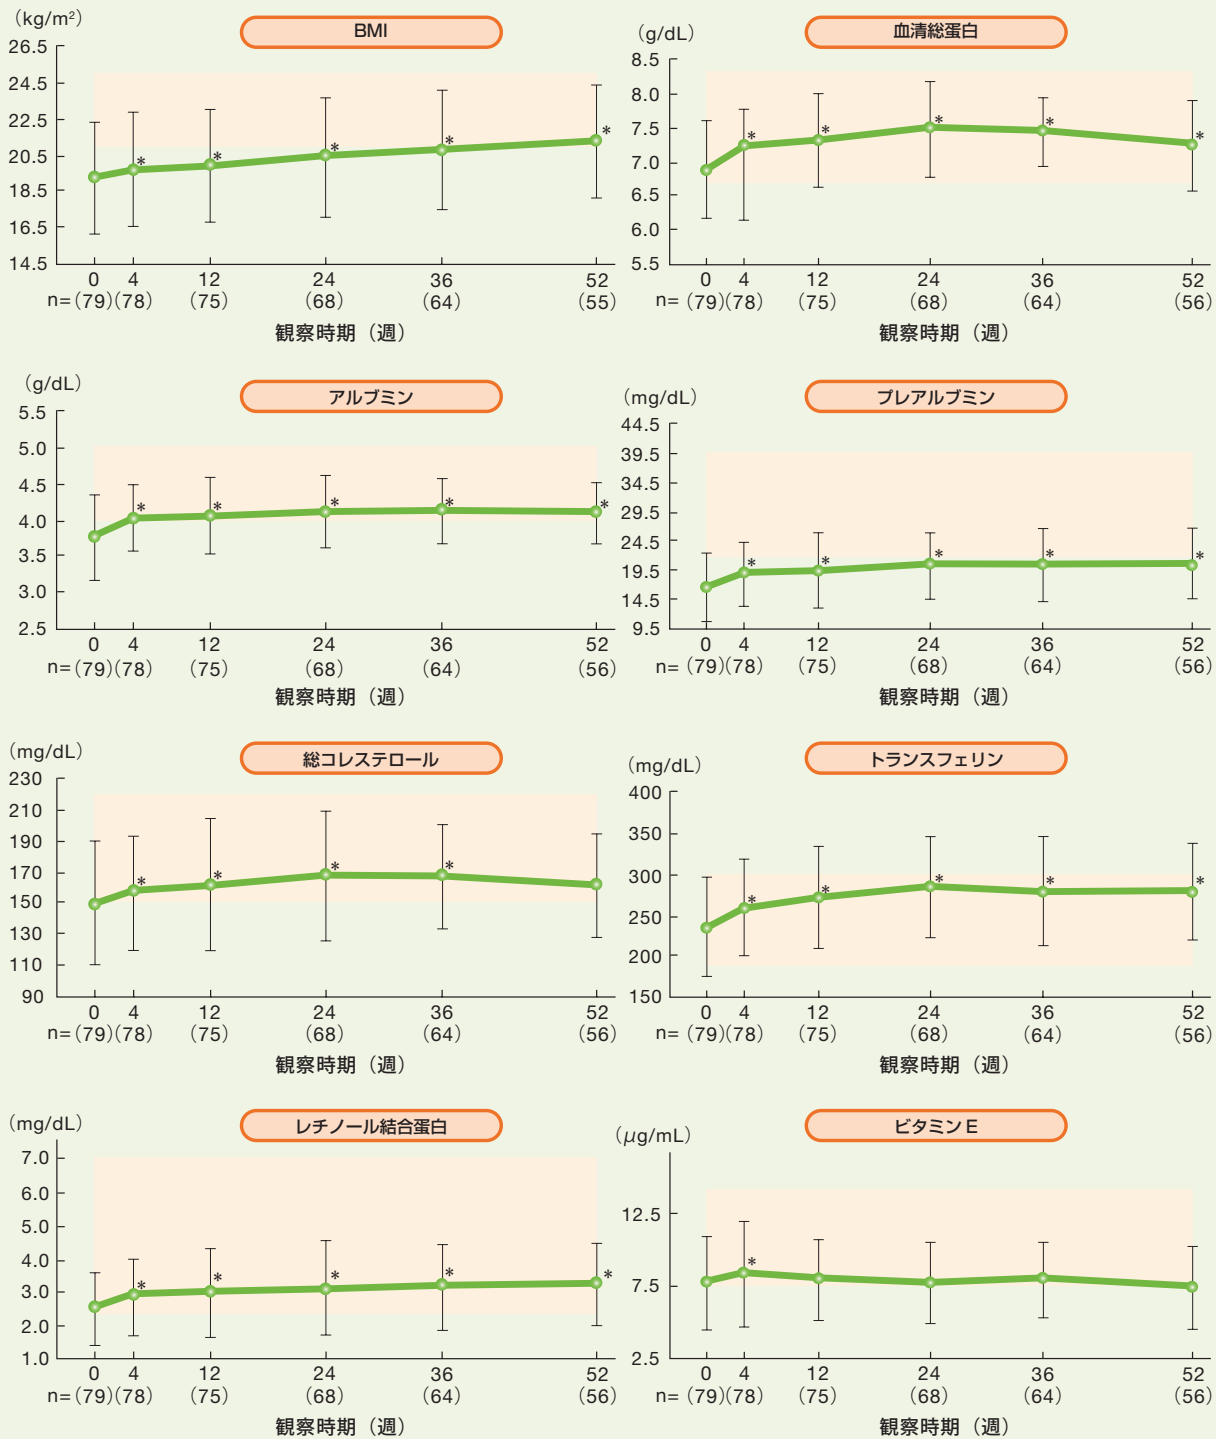 (kg/m²)
BMI
26.5
24.5
22.5
20.5
18.5
16.5
14.5
* * * * *
0 4 12 24 36 52
n=(79)(78) (75) (68) (64) (55)
観察時期（週）
(g/dL)
血清総蛋白
8.5
8.0
7.5
7.0
6.5
6.0
5.5
* * * * *
0 4 12 24 36 52
n= (79)(78) (75) (68) (64) (56)
観察時期（週）
(g/dL)
アルブミン
5.5
5.0
4.5
4.0
3.5
3.0
2.5
* * * * *
0 4 12 24 36 52
n=(79)(78) (75) (68) (64) (56)
観察時期（週）
(mg/dL)
プレアルブミン
44.5
39.5
34.5
29.5
24.5
19.5
14.5
9.5
* * * * *
0 4 12 24 36 52
n= (79)(78) (75) (68) (64) (56)
観察時期（週）
(mg/dL)
総コレステロール
230
210
190
170
150
130
110
90
* * * *
0 4 12 24 36 52
n=(79)(78) (75) (68) (64) (56)
観察時期（週）
(mg/dL)
トランスフェリン
400
350
300
250
200
150
* * * * *
0 4 12 24 36 52
n= (79)(78) (75) (68) (64) (56)
観察時期（週）
(mg/dL)
レチノール結合蛋白
7.0
6.0
5.0
4.0
3.0
2.0
1.0
* * * * *
0 4 12 24 36 52
n=(79)(78) (75) (68) (64) (56)
観察時期（週）
(μg/mL)
ビタミンE
12.5
7.5
2.5
*
0 4 12 24 36 52
n= (79)(78) (75) (68) (64) (56)
観察時期（週）